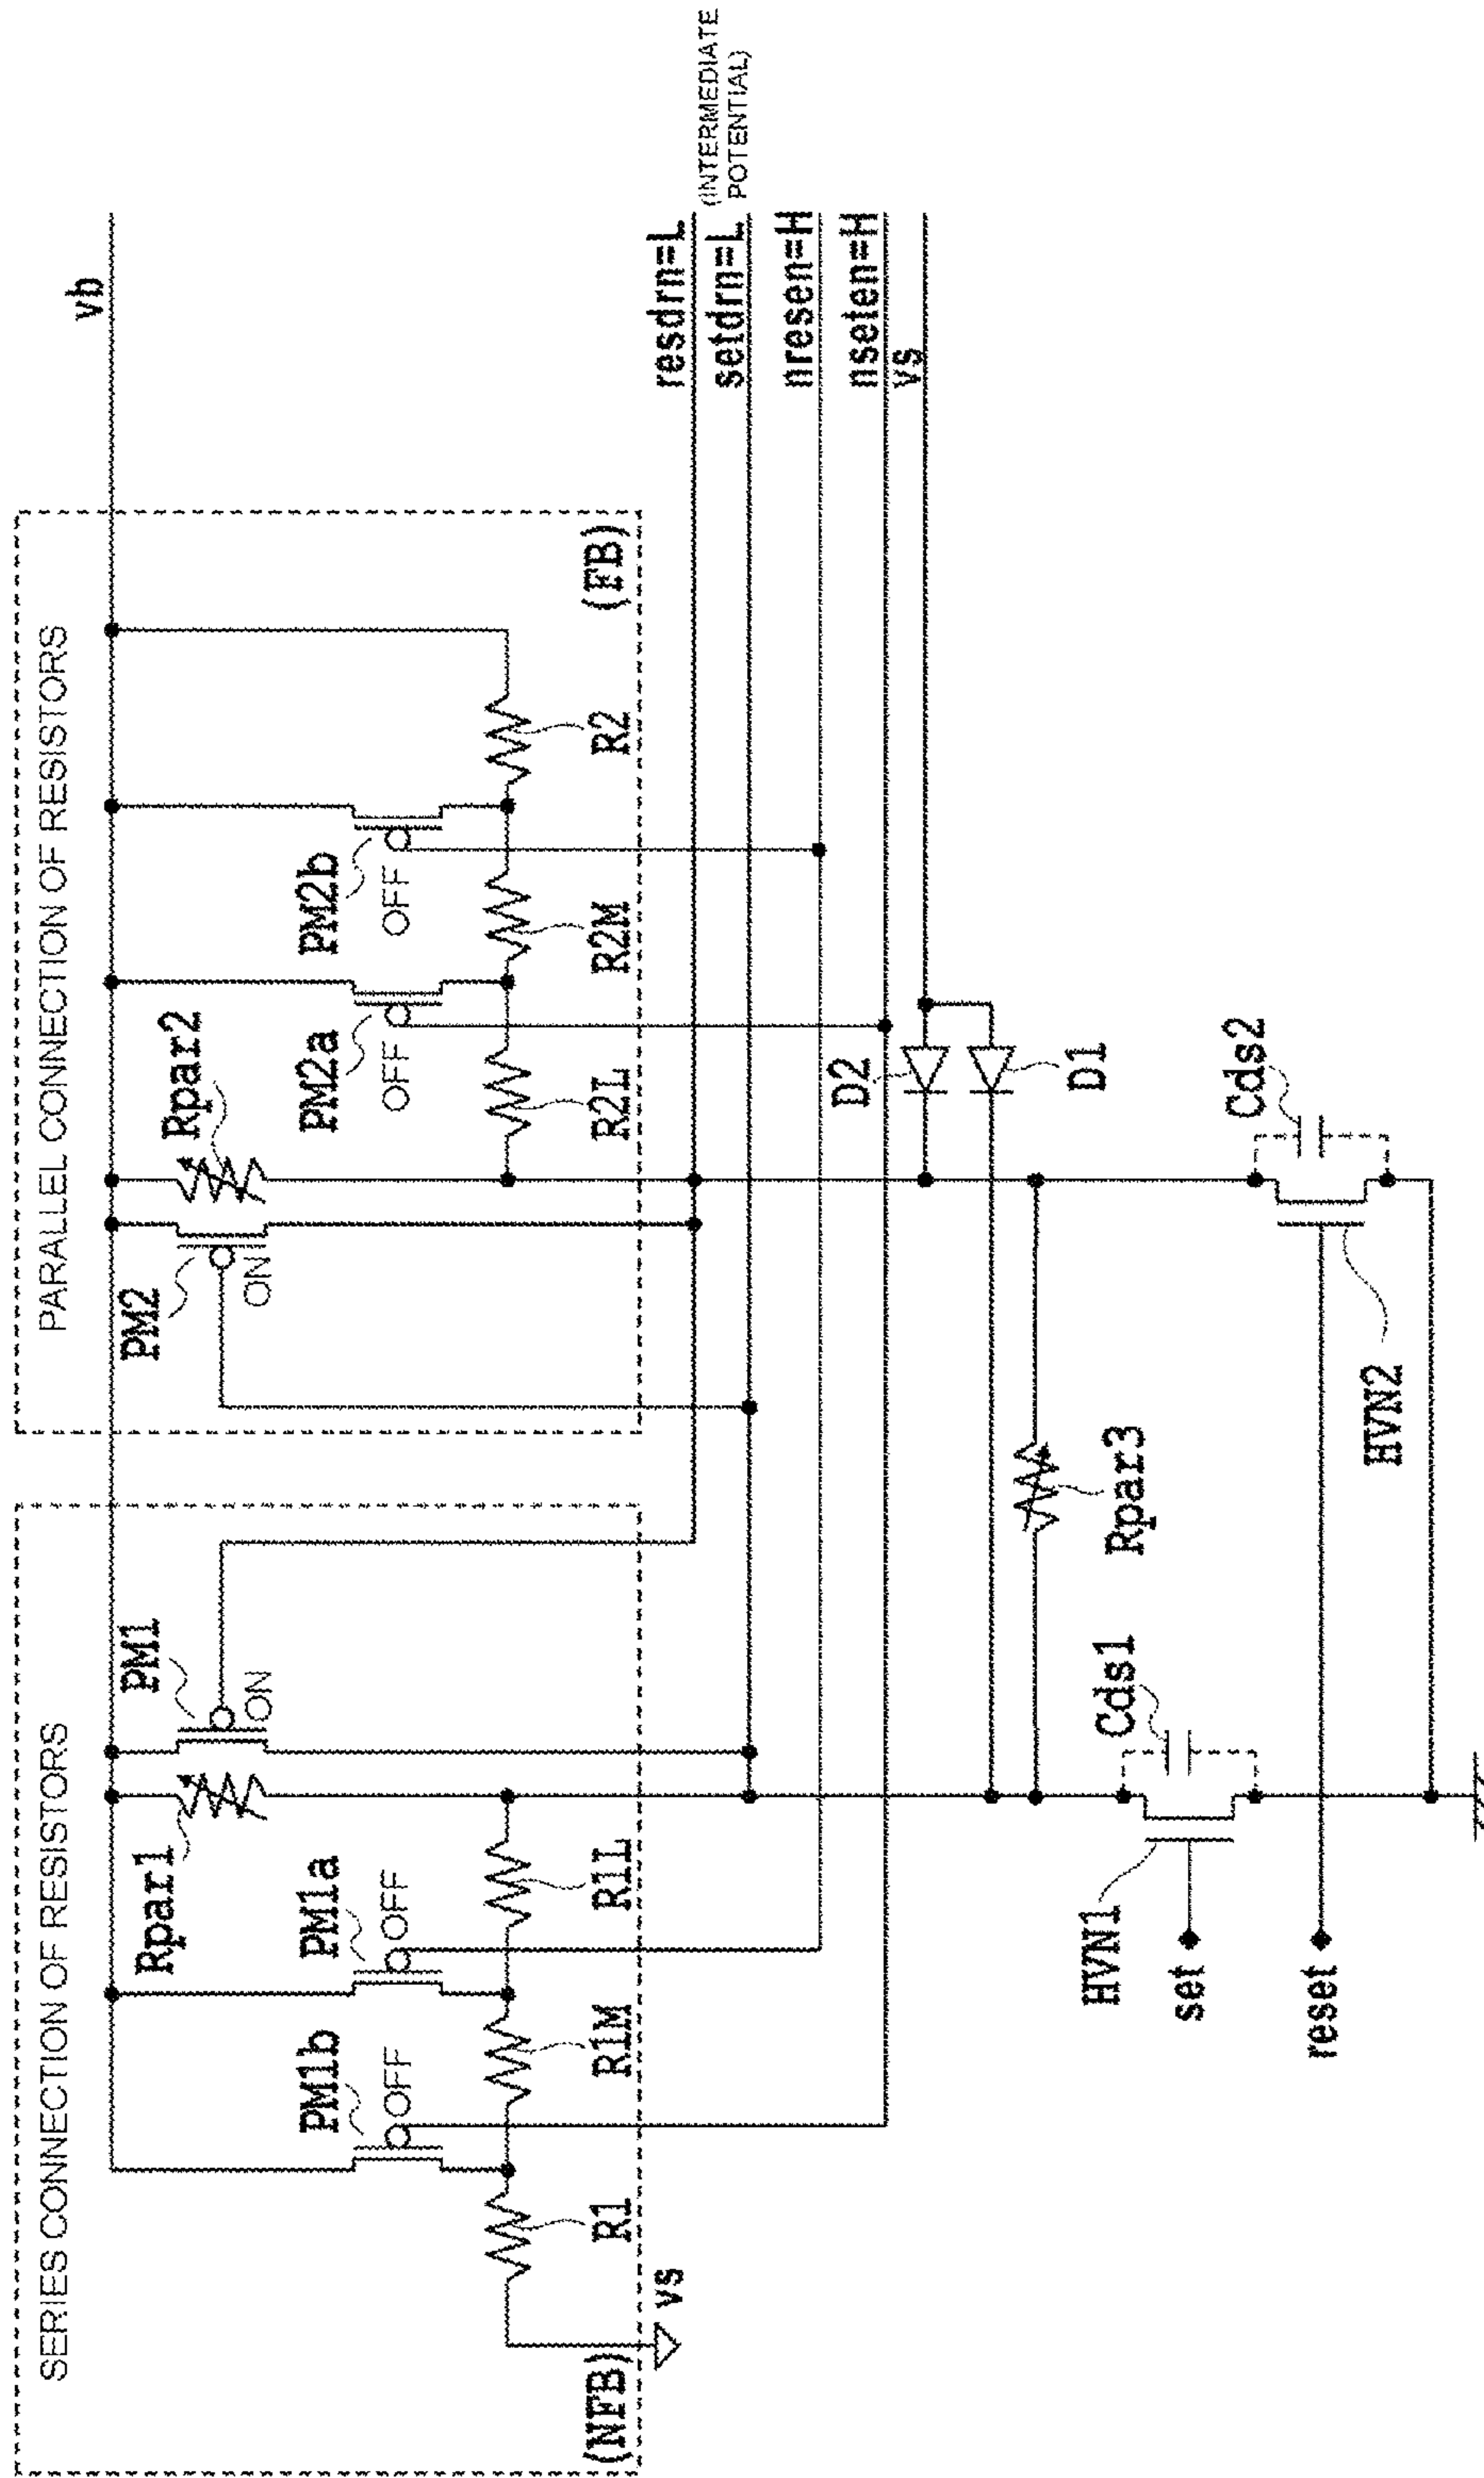 SERIES CONNECTION OF RESISTORS
PARALLEL CONNECTION OF RESISTORS
vb
Rpar1
PM1
ON
PM2
ON
Rpar2
PM1b
OFF
PM1a
OFF
PM2a
OFF
PM2b
OFF
R1
R1M
R1L
R2L
R2M
R2
(NFB)
(FB)
vs
resdrn=L
(INTERMEDIATE
POTENTIAL)
setdrn=L
nresen=H
nseten=H
vs
D2
D1
Rpar3
HVN1
Cds1
Cds2
set
reset
HVN2